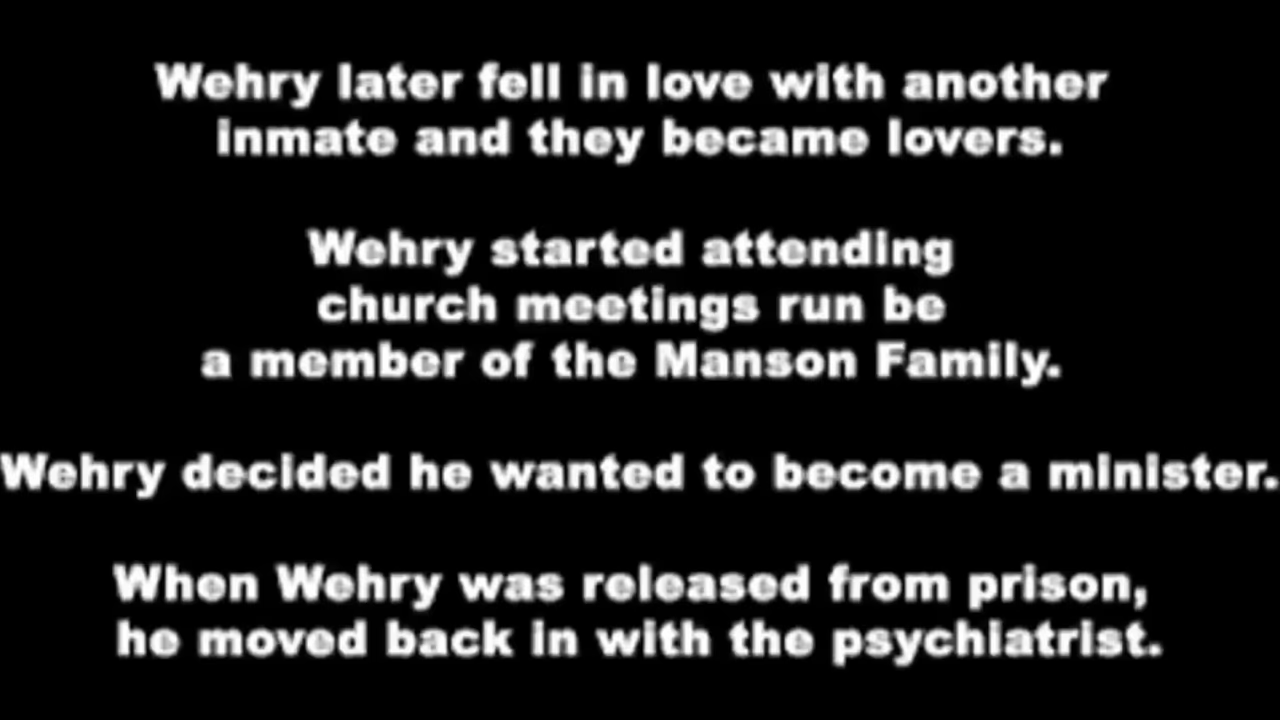 Wehry later fell in love with another
inmate and they became lovers.
Wehry started attending
church meetings run be
a member of the Manson Family.
Wehry decided he wanted to become a minister.
When Wehry was released from prison,
he moved back in with the psychiatrist.